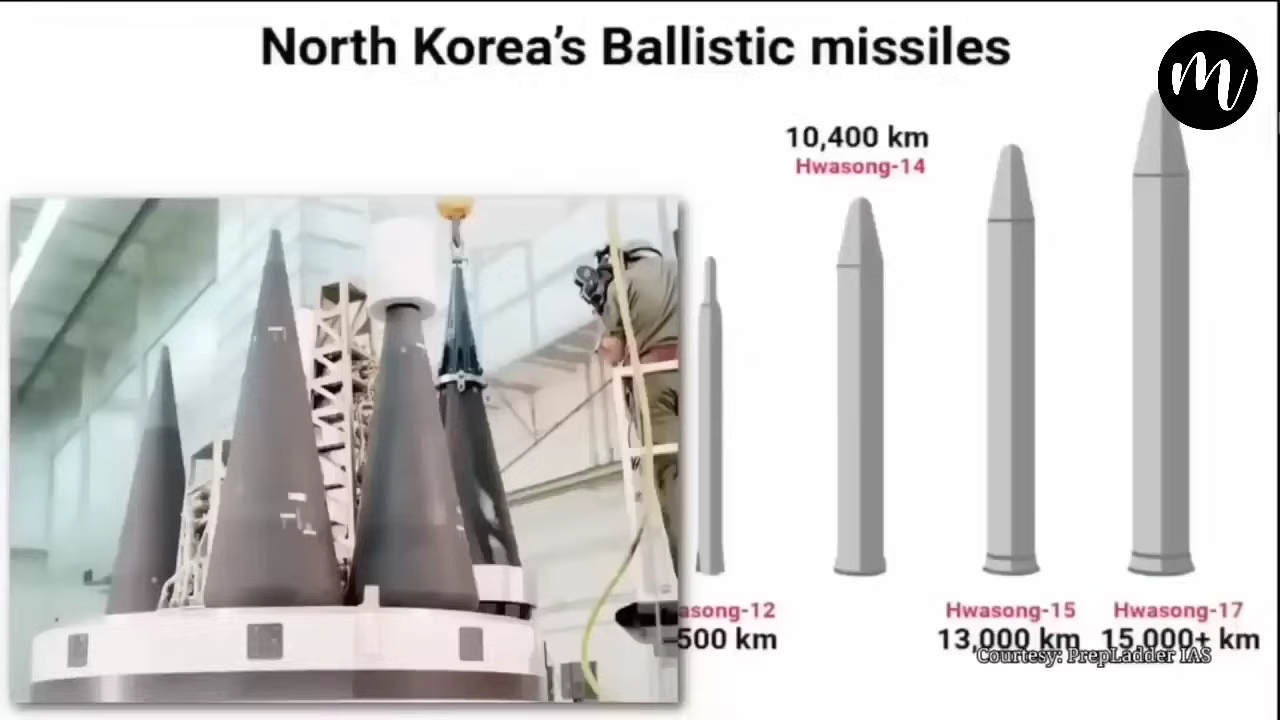 North Korea's Ballistic missiles
m
10,400 km
Hwasong-14
asong-12
500 km
Hwasong-15
13,000 km
Hwasong-17
15,000+ km
Courtesy: PrepLadder IAS